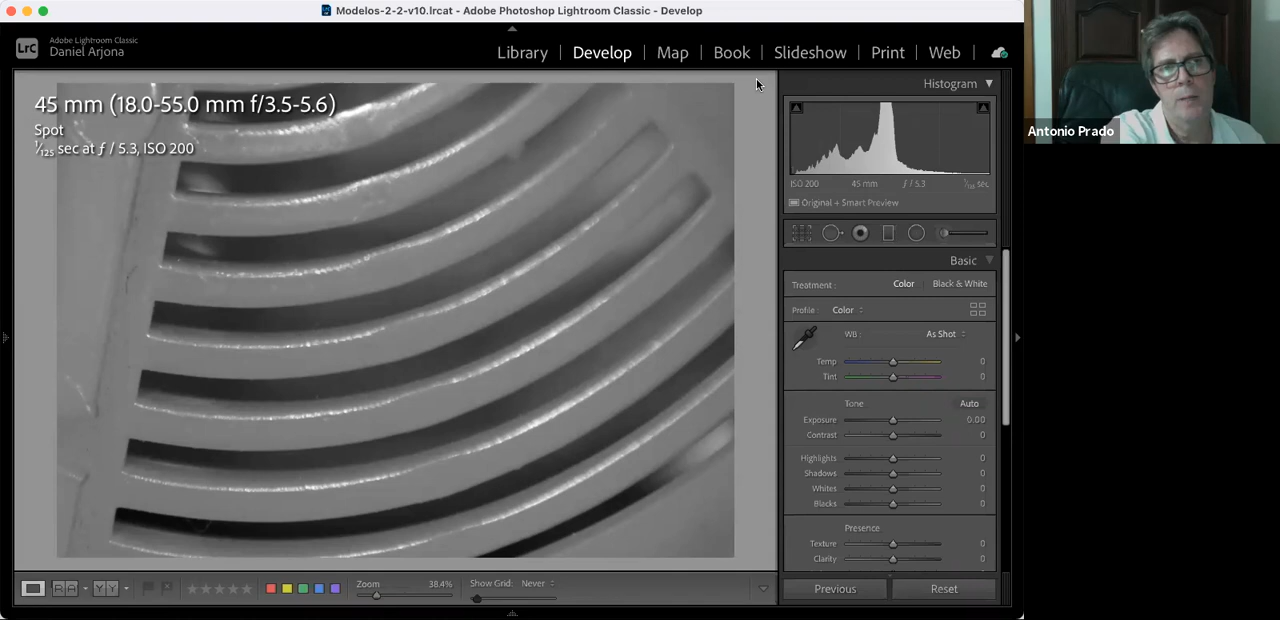 Modelos-2-2-v10.lrcat - Adobe Photoshop Lightroom Classic - Develop
LrC
Adobe Lightroom Classic
Daniel Arjona
Library | Develop | Map | Book | Slideshow | Print | Web
45 mm (18.0-55.0 mm f/3.5-5.6)
Spot
1/125 sec at ƒ / 5.3, ISO 200
Histogram
ISO 200 45 mm ƒ / 5.3 1/125 sec
Original + Smart Preview
Basic
Treatment : Color | Black & White
Profile : Color
WB : As Shot
Temp 0
Tint 0
Tone Auto
Exposure 0.00
Contrast 0
Highlights 0
Shadows 0
Whites 0
Blacks 0
Presence
Texture 0
Clarity 0
R A Y Y Zoom 38.4% Show Grid: Never
Previous Reset
Antonio Prado